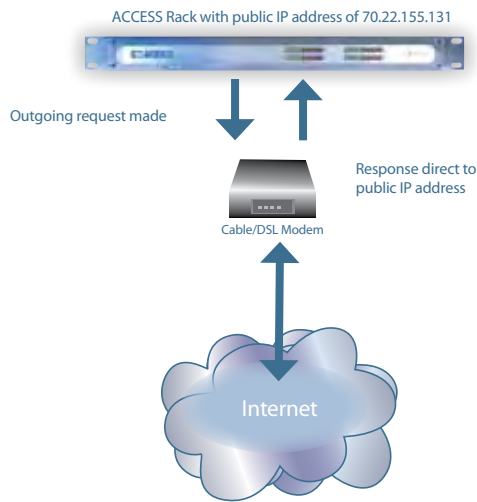 ACCESS Rack with public IP address of 70.22.155.131
Outgoing request made
Response direct to
public IP address
Cable/DSL Modem
Internet